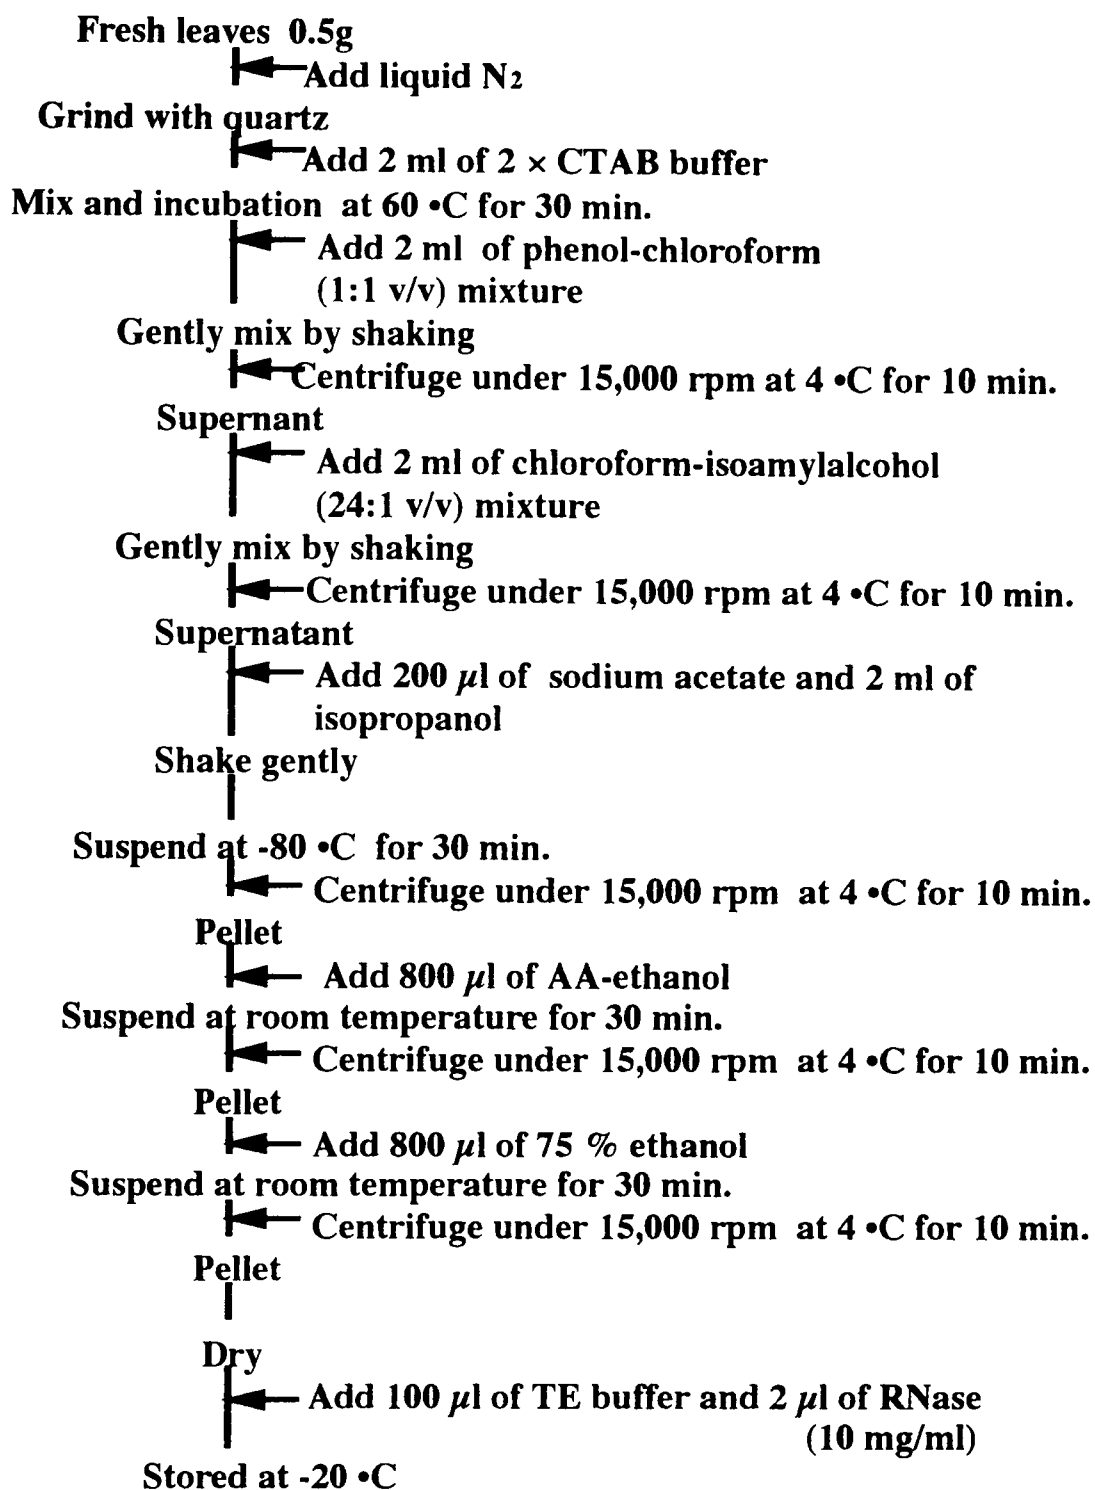 Fresh leaves 0.5g
Add liquid N2
Grind with quartz
Add 2 ml of 2 × CTAB buffer
Mix and incubation at 60 •C for 30 min.
Add 2 ml of phenol-chloroform
(1:1 v/v) mixture
Gently mix by shaking
Centrifuge under 15,000 rpm at 4 •C for 10 min.
Supernant
Add 2 ml of chloroform-isoamylalcohol
(24:1 v/v) mixture
Gently mix by shaking
Centrifuge under 15,000 rpm at 4 •C for 10 min.
Supernatant
Add 200 µl of sodium acetate and 2 ml of
isopropanol
Shake gently
Suspend at -80 •C for 30 min.
Centrifuge under 15,000 rpm at 4 •C for 10 min.
Pellet
Add 800 µl of AA-ethanol
Suspend at room temperature for 30 min.
Centrifuge under 15,000 rpm at 4 •C for 10 min.
Pellet
Add 800 µl of 75 % ethanol
Suspend at room temperature for 30 min.
Centrifuge under 15,000 rpm at 4 •C for 10 min.
Pellet
Dry
Add 100 µl of TE buffer and 2 µl of RNase
(10 mg/ml)
Stored at -20 •C